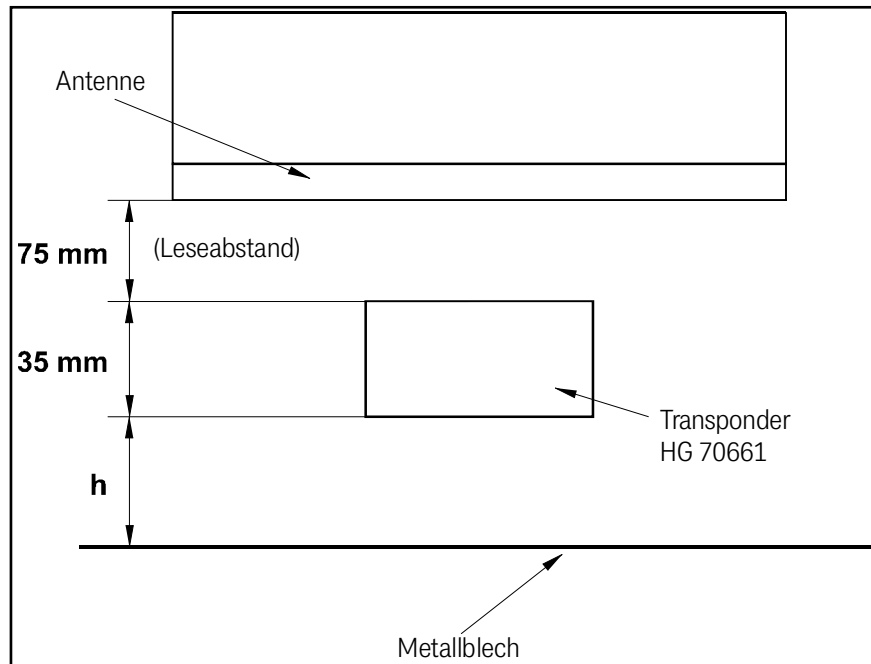 Antenne
75 mm
(Leseabstand)
35 mm
Transponder
HG 70661
h
Metallblech